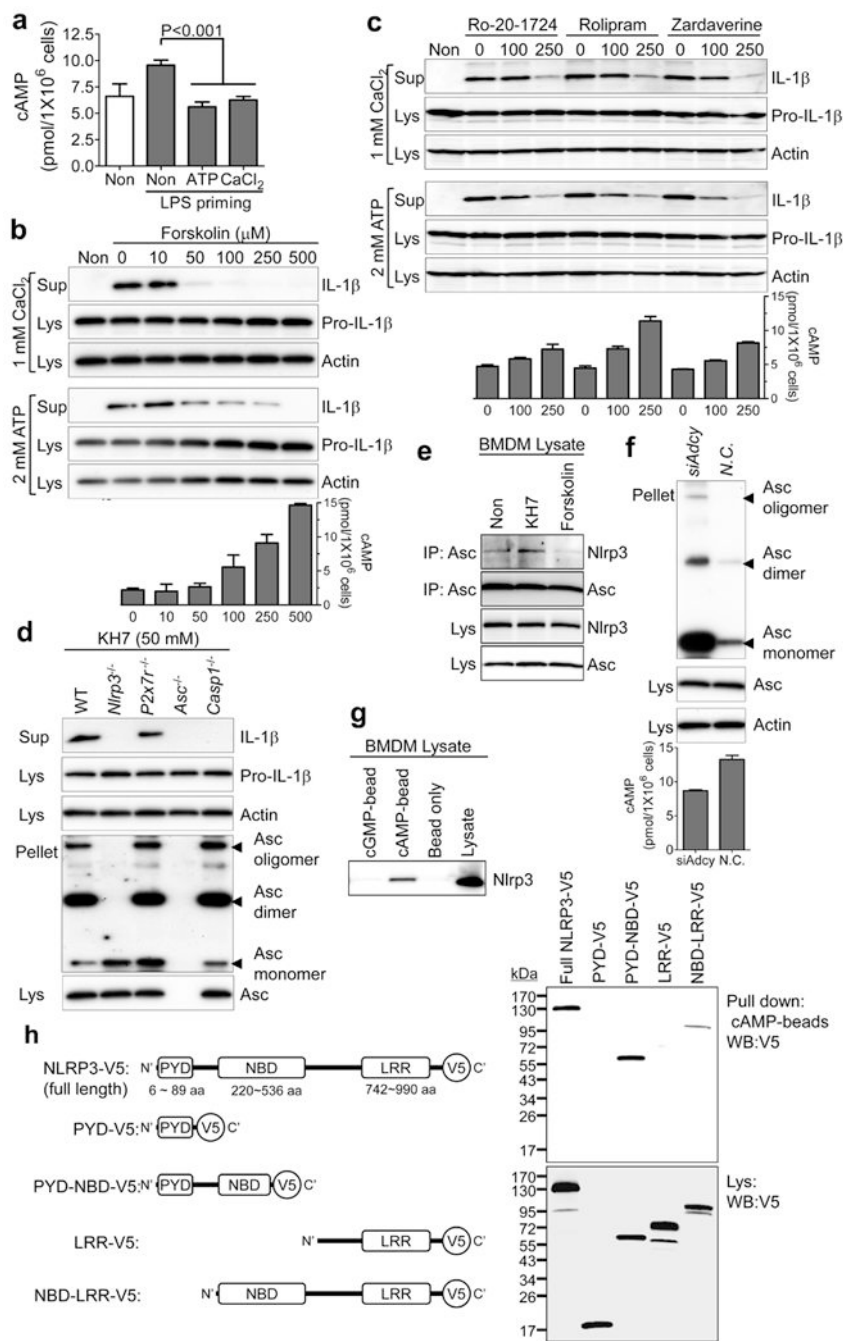 a
P<0.001
cAMP
(pmol/1X10⁶ cells)
12.5
10.0
7.5
5.0
2.5
0.0
Non
Non
ATP
CaCl₂
LPS priming
b
Forskolin (μM)
Non
0
10
50
100
250
500
1 mM CaCl₂
Sup
IL-1β
Lys
Pro-IL-1β
Lys
Actin
2 mM ATP
Sup
IL-1β
Lys
Pro-IL-1β
Lys
Actin
15
10
5
0
cAMP
(pmol/1X10⁶ cells)
0
10
50
100
250
500
c
Ro-20-1724
Rolipram
Zardaverine
Non
0
100
250
0
100
250
0
100
250
1 mM CaCl₂
Sup
IL-1β
Lys
Pro-IL-1β
Lys
Actin
2 mM ATP
Sup
IL-1β
Lys
Pro-IL-1β
Lys
Actin
15
10
5
0
cAMP
(pmol/1X10⁶ cells)
0
100
250
0
100
250
0
100
250
d
KH7 (50 mM)
WT
Nlrp3-/-
P2x7r-/-
Asc-/-
Casp1-/-
Sup
IL-1β
Lys
Pro-IL-1β
Lys
Actin
Pellet
Asc
oligomer
Asc
dimer
Asc
monomer
Lys
Asc
e
BMDM Lysate
Non
KH7
Forskolin
IP: Asc
Nlrp3
IP: Asc
Asc
Lys
Nlrp3
Lys
Asc
f
siAdcy
N.C.
Pellet
Asc
oligomer
Asc
dimer
Asc
monomer
Lys
Asc
Lys
Actin
cAMP
(pmol/1X10⁶ cells)
15
10
5
0
siAdcy
N.C.
g
BMDM Lysate
cGMP-bead
cAMP-bead
Bead only
Lysate
Nlrp3
h
NLRP3-V5:
(full length)
N'
PYD
NBD
LRR
V5
C'
6 ~ 89 aa
220~536 aa
742~990 aa
PYD-V5:
N'
PYD
V5
C'
PYD-NBD-V5:
N'
PYD
NBD
V5
C'
LRR-V5:
N'
LRR
V5
C'
NBD-LRR-V5:
N'
NBD
LRR
V5
C'
kDa
Full NLRP3-V5
PYD-V5
PYD-NBD-V5
LRR-V5
NBD-LRR-V5
170
130
95
72
55
43
34
26
17
Pull down:
cAMP-beads
WB:V5
170
130
95
72
55
43
34
26
17
Lys:
WB:V5